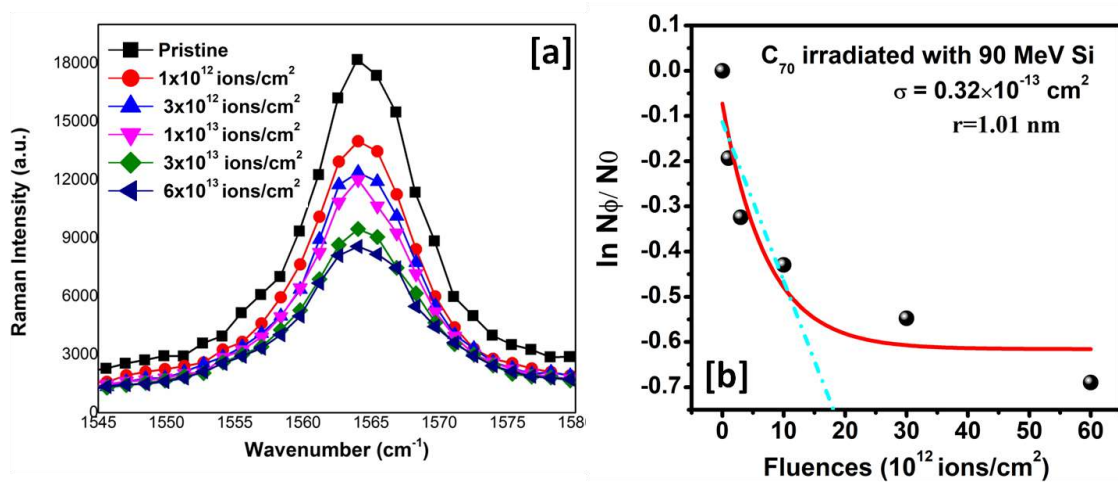 [a]
Pristine
1x10¹² ions/cm²
3x10¹² ions/cm²
1x10¹³ ions/cm²
3x10¹³ ions/cm²
6x10¹³ ions/cm²
Raman Intensity (a.u.)
18000
15000
12000
9000
6000
3000
0
1545 1550 1555 1560 1565 1570 1575 1580
Wavenumber (cm⁻¹)
C₇₀ irradiated with 90 MeV Si
σ = 0.32×10⁻¹³ cm²
r=1.01 nm
ln Nϕ/ N0
0.1
0.0
-0.1
-0.2
-0.3
-0.4
-0.5
-0.6
-0.7
[b]
0 10 20 30 40 50 60
Fluences (10¹² ions/cm²)